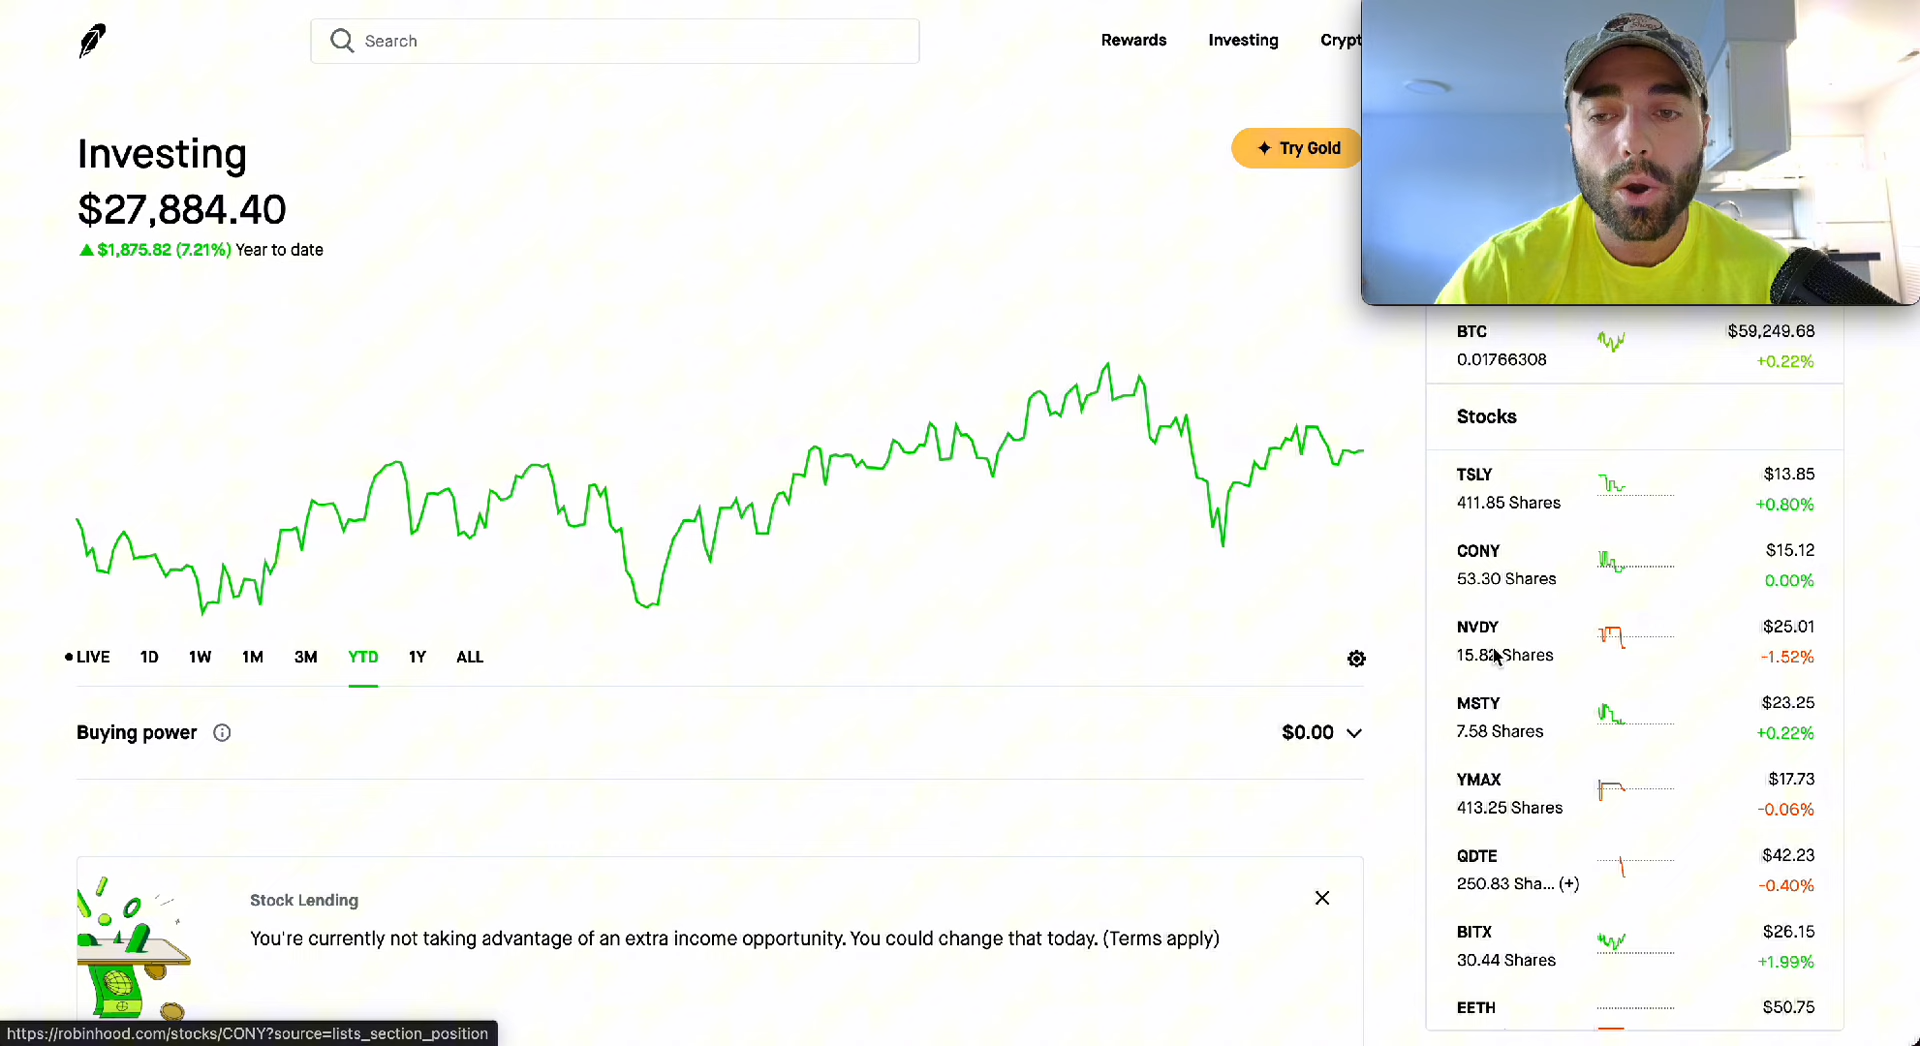 Search
Rewards
Investing
Crypt
Investing
$27,884.40
$1,875.82 (7.21%) Year to date
Try Gold
LIVE
1D
1W
1M
3M
YTD
1Y
ALL
Buying power
$0.00
Stock Lending
You're currently not taking advantage of an extra income opportunity. You could change that today. (Terms apply)
BTC
$59,249.68
0.01766308
+0.22%
Stocks
TSLY
$13.85
411.85 Shares
+0.80%
CONY
$15.12
53.30 Shares
0.00%
NVDY
$25.01
Shares
-1.52%
MSTY
$23.25
7.58 Shares
+0.22%
YMAX
$17.73
413.25 Shares
-0.06%
QDTE
$42.23
250.83 Sha... (+)
-0.40%
BITX
$26.15
30.44 Shares
+1.99%
EETH
$50.75
https://robinhood.com/stocks/CONY?source=lists_section_position